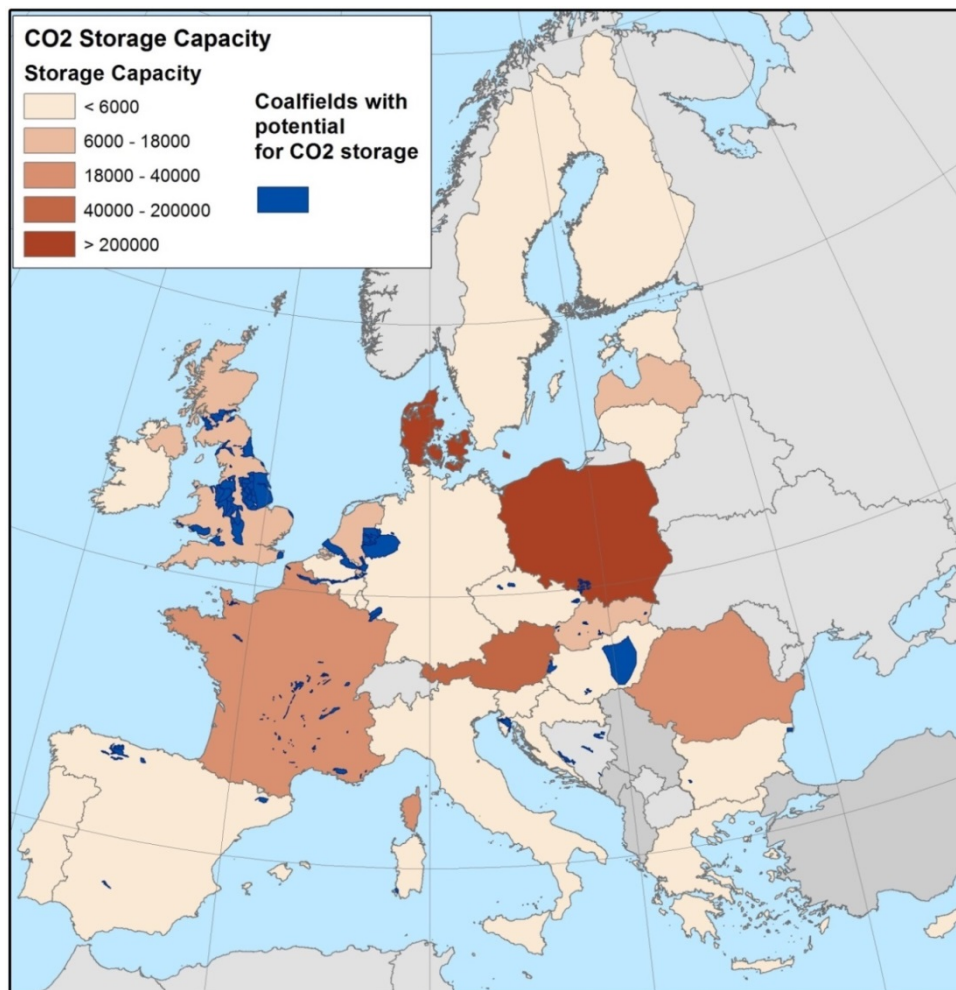 CO2 Storage Capacity
Storage Capacity
< 6000
6000 - 18000
18000 - 40000
40000 - 200000
> 200000
Coalfields with
potential
for CO2 storage